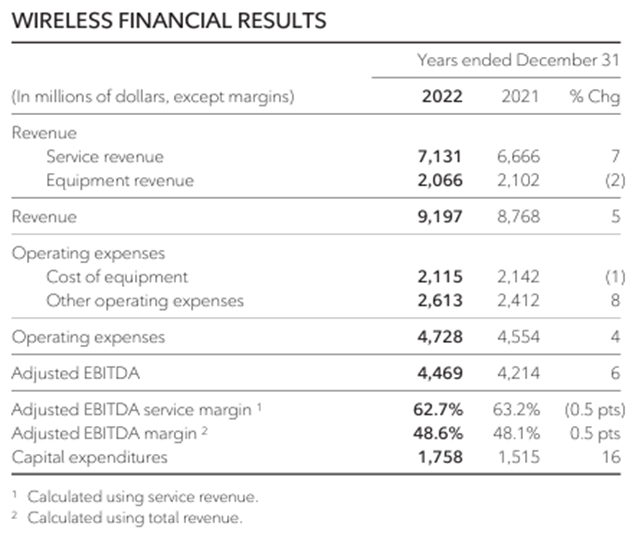 WIRELESS FINANCIAL RESULTS
Years ended December 31
(In millions of dollars, except margins) 2022 2021 % Chg
Revenue
Service revenue 7,131 6,666 7
Equipment revenue 2,066 2,102 (2)
Revenue 9,197 8,768 5
Operating expenses
Cost of equipment 2,115 2,142 (1)
Other operating expenses 2,613 2,412 8
Operating expenses 4,728 4,554 4
Adjusted EBITDA 4,469 4,214 6
Adjusted EBITDA service margin ¹ 62.7% 63.2% (0.5 pts)
Adjusted EBITDA margin ² 48.6% 48.1% 0.5 pts
Capital expenditures 1,758 1,515 16
¹ Calculated using service revenue.
² Calculated using total revenue.